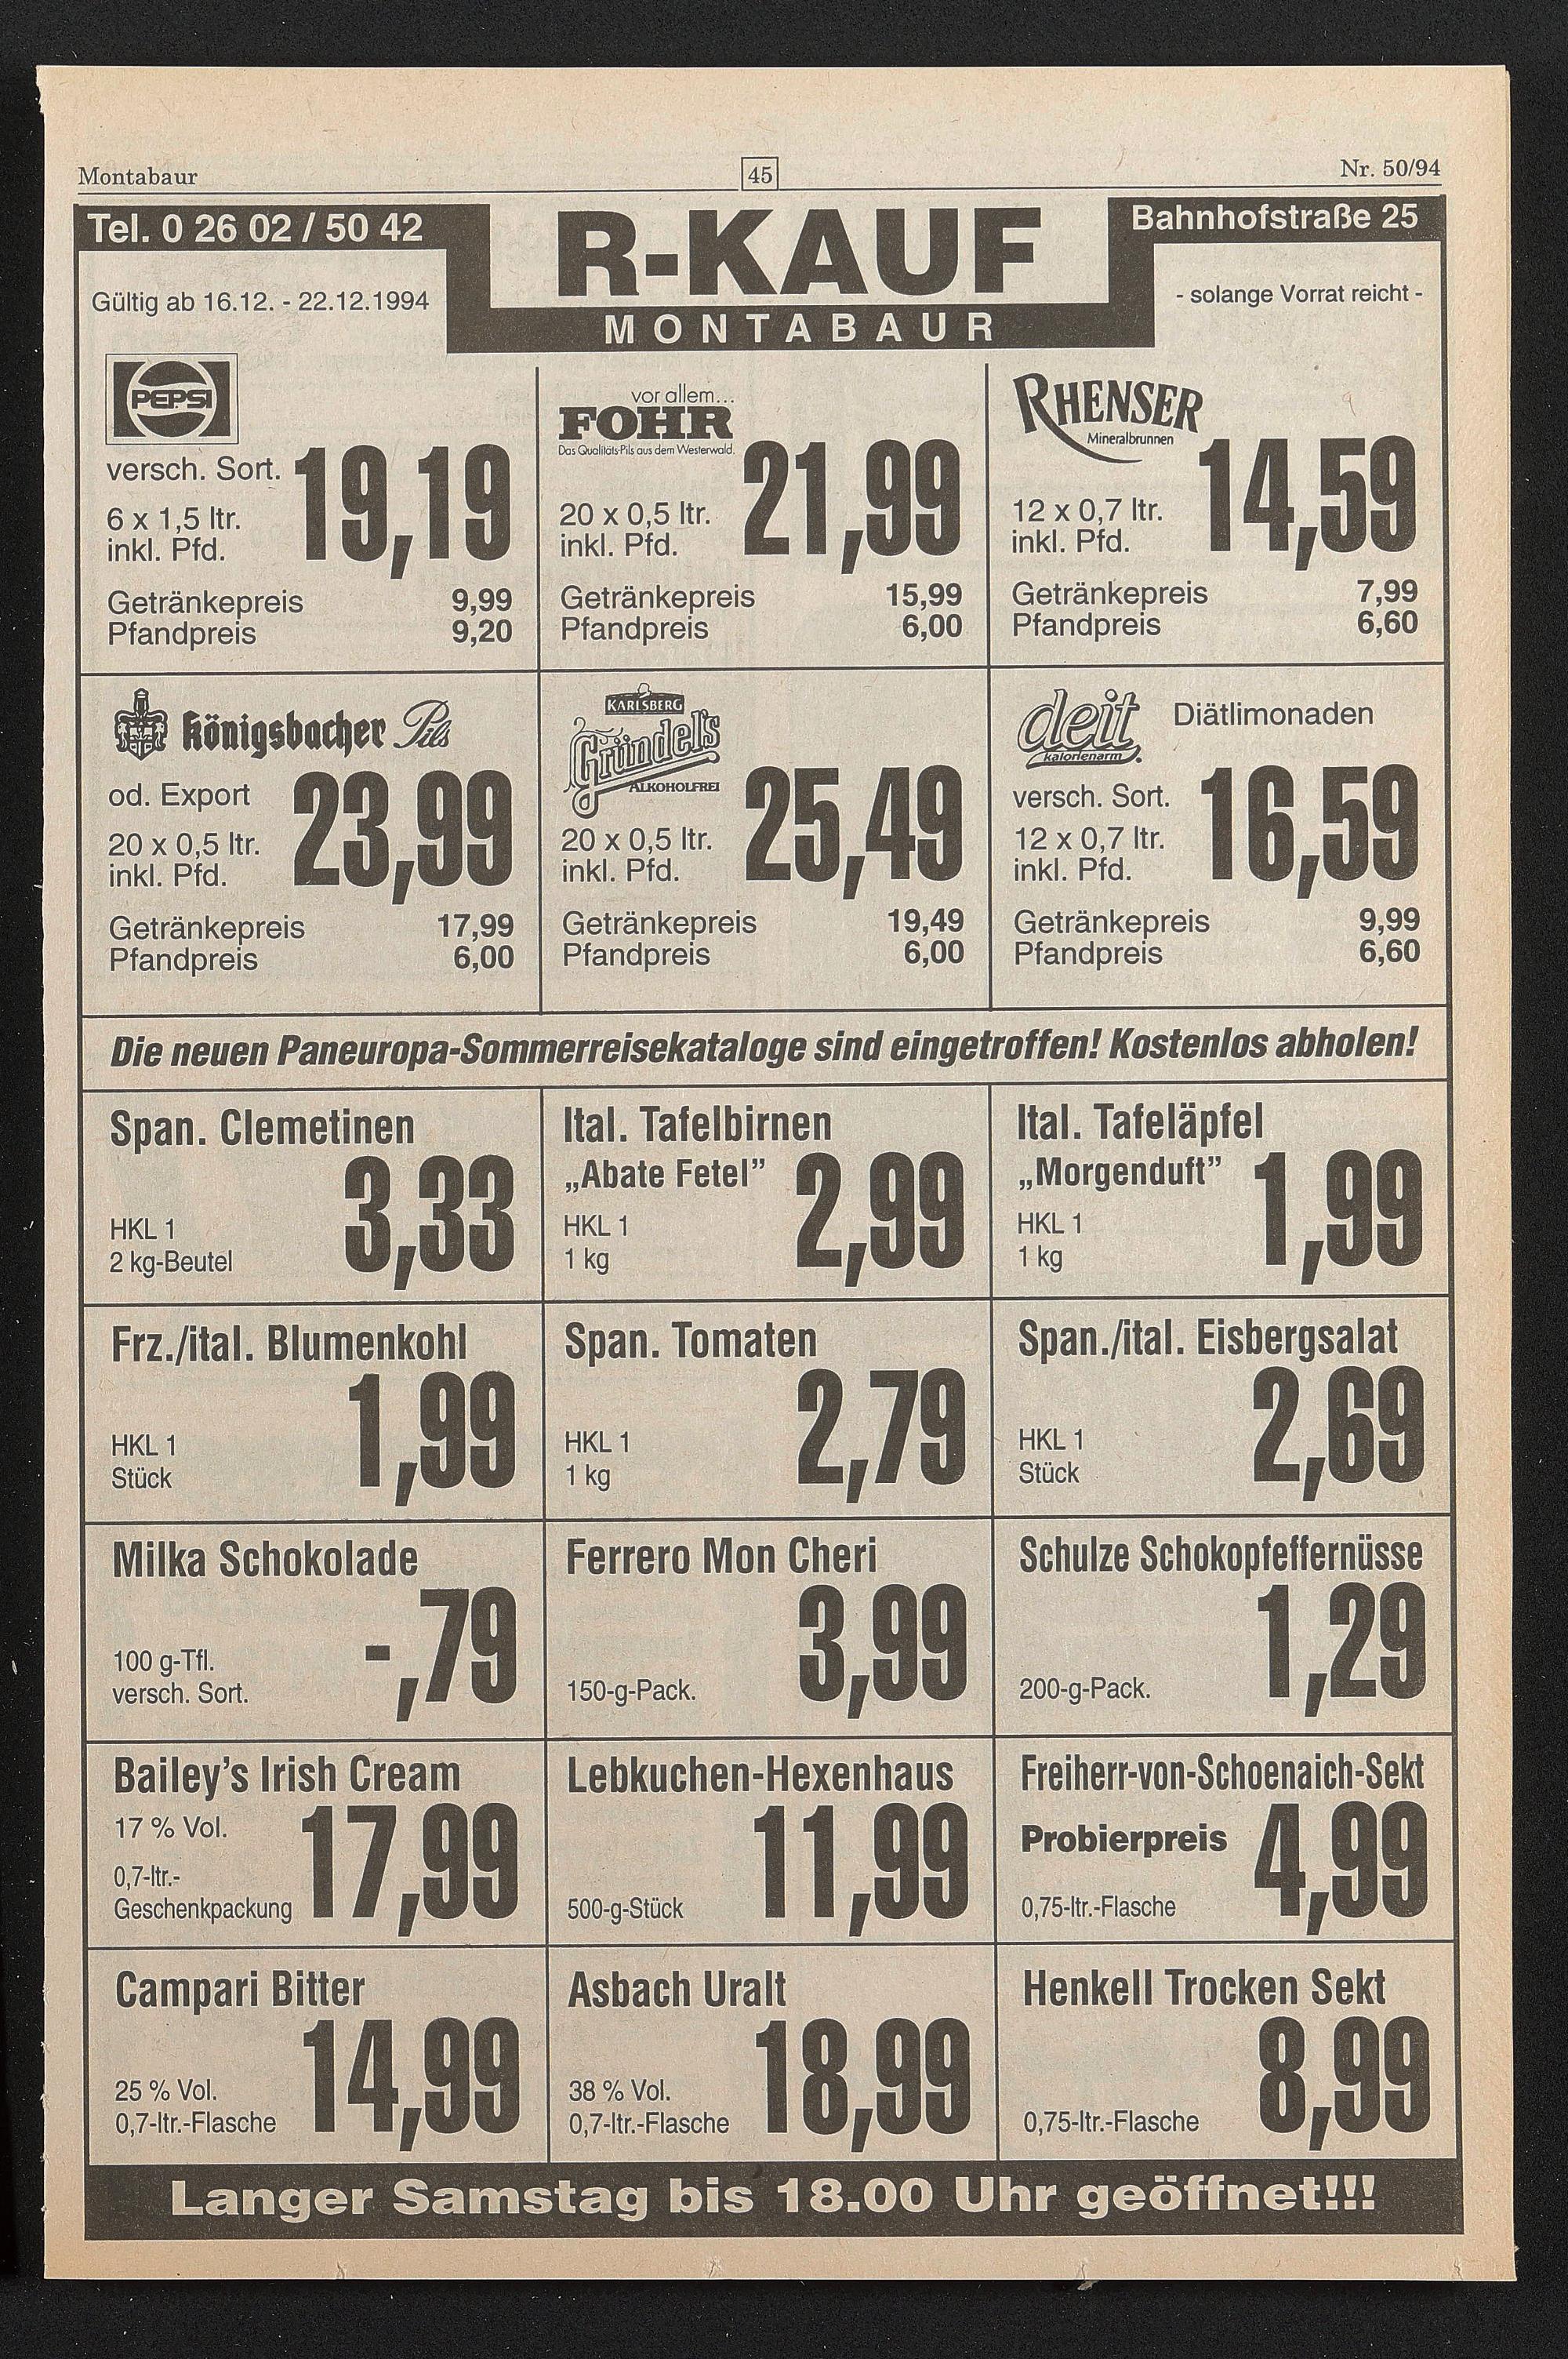 Montabaur
45
Nr. 50/94
Tel. 0 26 02 / 50 42
R-KAUF
MONTABAUR
Bahnhofstraße 25
Gültig ab 16.12. - 22.12.1994
- solange Vorrat reicht -
PEPSI
versch. Sort.
6 x 1,5 ltr.
inkl. Pfd.
19,19
Getränkepreis 9,99
Pfandpreis 9,20
vor allem...
FOHR
Das Qualitäts-Pils aus dem Westerwald.
20 x 0,5 ltr.
inkl. Pfd.
21,99
Getränkepreis 15,99
Pfandpreis 6,00
RHENSER
Mineralbrunnen
12 x 0,7 ltr.
inkl. Pfd.
14,59
Getränkepreis 7,99
Pfandpreis 6,60
Königsbacher Pils
od. Export
20 x 0,5 ltr.
inkl. Pfd.
23,99
Getränkepreis 17,99
Pfandpreis 6,00
KARLSBERG
Gründel's
ALKOHOLFREI
20 x 0,5 ltr.
inkl. Pfd.
25,49
Getränkepreis 19,49
Pfandpreis 6,00
deit
kalorienarm
Diätlimonaden
versch. Sort.
12 x 0,7 ltr.
inkl. Pfd.
16,59
Getränkepreis 9,99
Pfandpreis 6,60
Die neuen Paneuropa-Sommerreisekataloge sind eingetroffen! Kostenlos abholen!
Span. Clemetinen
HKL 1
2 kg-Beutel
3,33
Ital. Tafelbirnen
„Abate Fetel”
HKL 1
1 kg
2,99
Ital. Tafeläpfel
„Morgenduft”
HKL 1
1 kg
1,99
Frz./ital. Blumenkohl
HKL 1
Stück
1,99
Span. Tomaten
HKL 1
1 kg
2,79
Span./ital. Eisbergsalat
HKL 1
Stück
2,69
Milka Schokolade
100 g-Tfl.
versch. Sort.
-,79
Ferrero Mon Cheri
150-g-Pack.
3,99
Schulze Schokopfeffernüsse
200-g-Pack.
1,29
Bailey's Irish Cream
17 % Vol.
0,7-ltr.-
Geschenkpackung
17,99
Lebkuchen-Hexenhaus
500-g-Stück
11,99
Freiherr-von-Schoenaich-Sekt
Probierpreis
0,75-ltr.-Flasche
4,99
Campari Bitter
25 % Vol.
0,7-ltr.-Flasche
14,99
Asbach Uralt
38 % Vol.
0,7-ltr.-Flasche
18,99
Henkell Trocken Sekt
0,75-ltr.-Flasche
8,99
Langer Samstag bis 18.00 Uhr geöffnet!!!